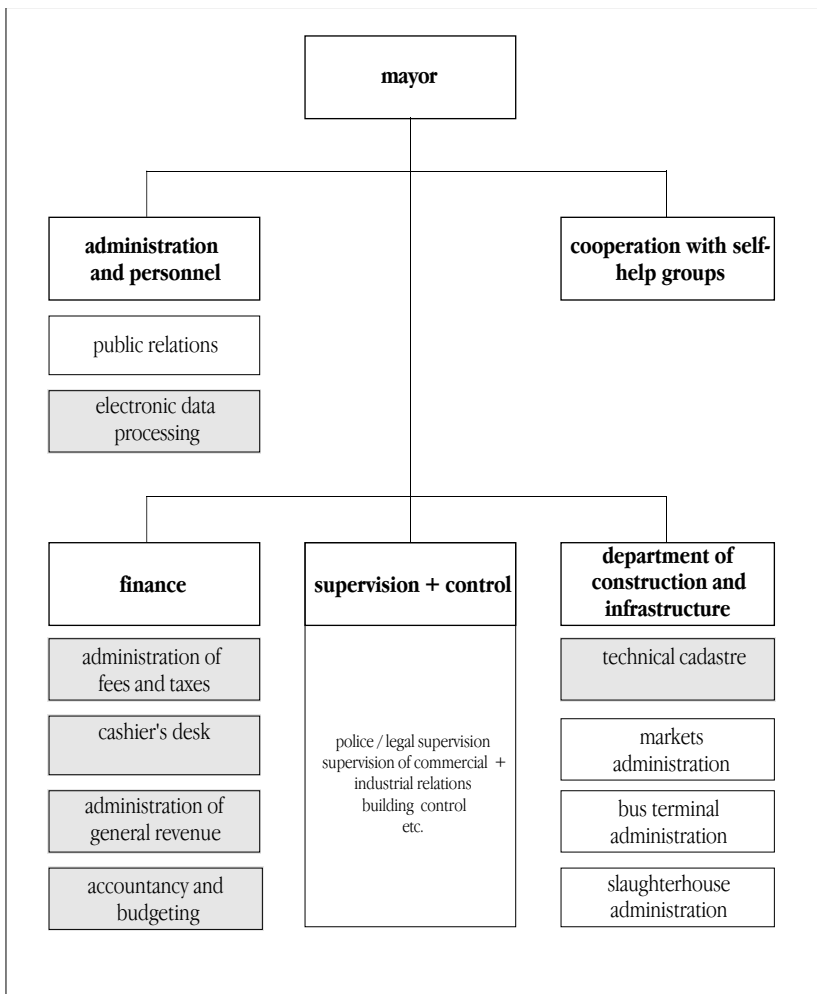 mayor
administration
and personnel
cooperation with self-
help groups
public relations
electronic data
processing
finance
supervision + control
department of
construction and
infrastructure
administration of
fees and taxes
cashier's desk
administration of
general revenue
accountancy and
budgeting
police / legal supervision
supervision of commercial +
industrial relations
building control
etc.
technical cadastre
markets
administration
bus terminal
administration
slaughterhouse
administration